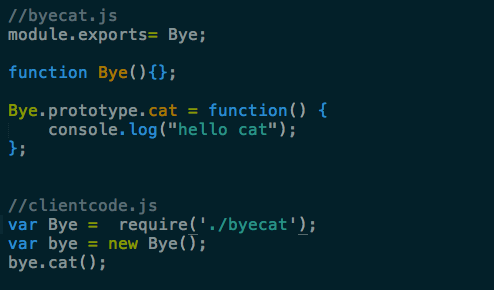 //byecat.js
module.exports= Bye;
function Bye(){};
Bye.prototype.cat = function() {
    console.log("hello cat");
};
//clientcode.js
var Bye =  require('./byecat');
var bye = new Bye();
bye.cat();